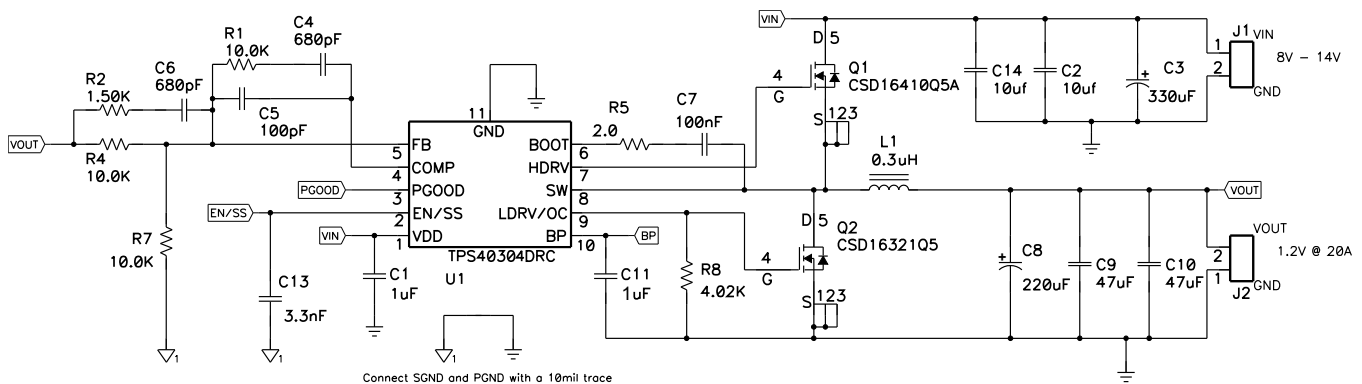 VIN
R1
10.0K
C4
680pF
R2
1.50K
C6
680pF
C5
100pF
VOUT
R4
10.0K
R7
10.0K
PGOOD
EN/SS
VIN
C13
3.3nF
C1
1uF
11
GND
FB
5
COMP
4
PGOOD
3
EN/SS
2
VDD
1
BOOT
6
HDRV
7
SW
8
LDRV/OC
9
BP
10
TPS40304DRC
U1
R5
2.0
C7
100nF
BP
C11
1uF
R8
4.02K
D 5
4
G
Q1
CSD16410Q5A
S 123
D 5
4
G
Q2
CSD16321Q5
S 123
L1
0.3uH
C14
10uf
C2
10uf
C3
330uF
J1
VIN
1
2
GND
8V - 14V
C8
220uF
C9
47uF
C10
47uF
VOUT
VOUT
2
1
GND
J2
1.2V @ 20A
1
1
1
Connect SGND and PGND with a 10mil trace